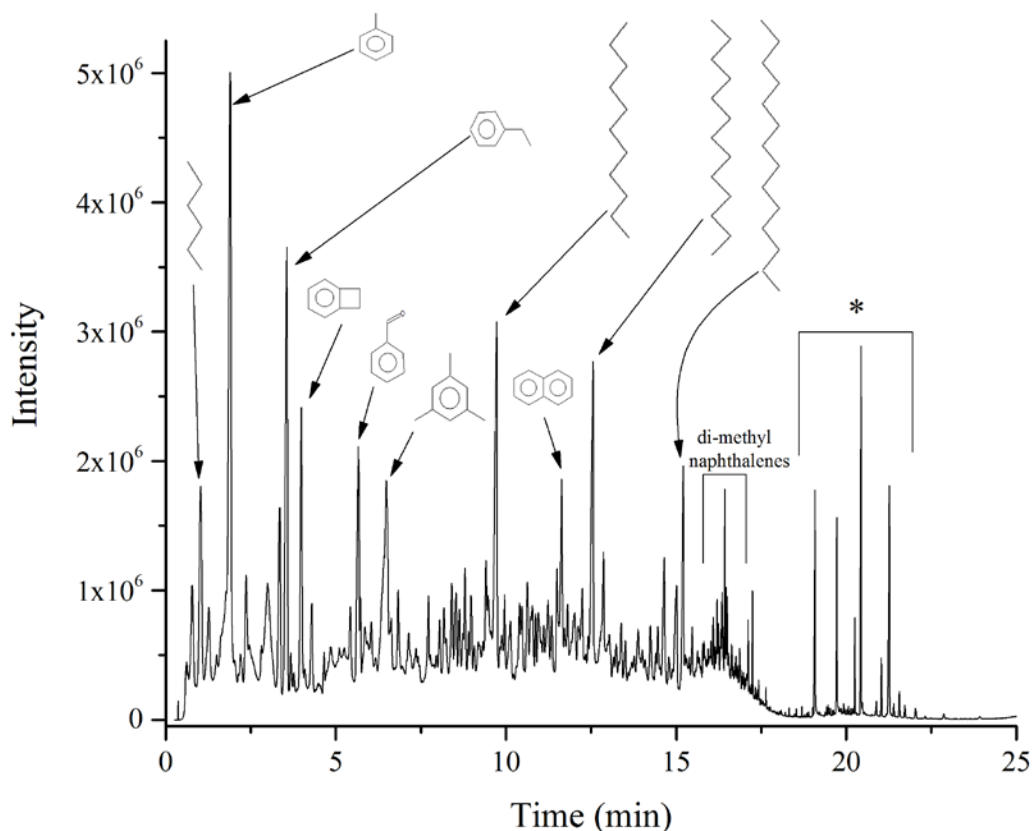 5x10⁶
4x10⁶
3x10⁶
2x10⁶
1x10⁶
0
Intensity
*
di-methyl
naphthalenes
0
5
10
15
20
25
Time (min)